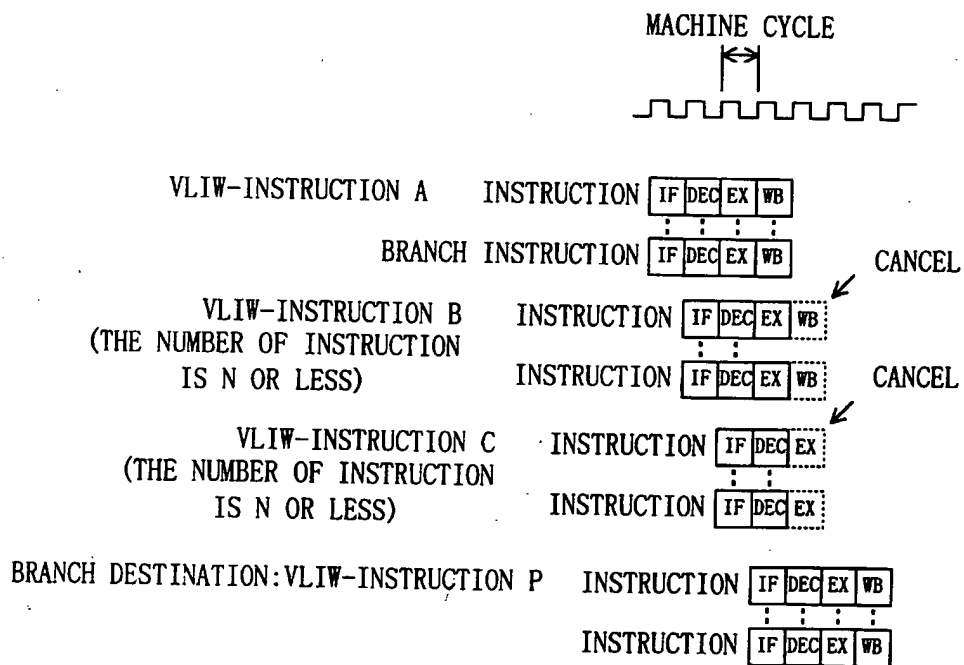 MACHINE CYCLE
VLIW-INSTRUCTION A INSTRUCTION IF DEC EX WB
BRANCH INSTRUCTION IF DEC EX WB
CANCEL
VLIW-INSTRUCTION B INSTRUCTION IF DEC EX WB
(THE NUMBER OF INSTRUCTION
IS N OR LESS) INSTRUCTION IF DEC EX WB
CANCEL
VLIW-INSTRUCTION C INSTRUCTION IF DEC EX
(THE NUMBER OF INSTRUCTION
IS N OR LESS) INSTRUCTION IF DEC EX
BRANCH DESTINATION:VLIW-INSTRUCTION P INSTRUCTION IF DEC EX WB
INSTRUCTION IF DEC EX WB